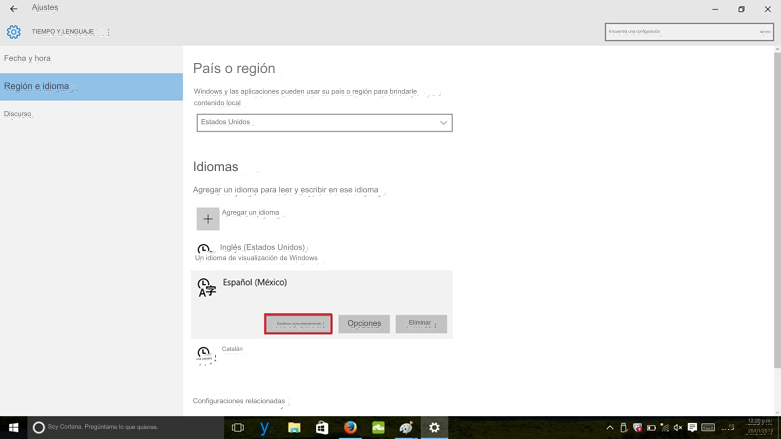 Ajustes
TIEMPO Y LENGUAJE
Encuentra una configuración
Fecha y hora
Región e idioma
Discurso
País o región
Windows y las aplicaciones pueden usar su país o región para brindarle
contenido local
Estados Unidos
Idiomas
Agregar un idioma para leer y escribir en ese idioma
Agregar un idioma
Inglés (Estados Unidos)
Un idioma de visualización de Windows
Español (México)
Opciones
Eliminar
Catalán
Configuraciones relacionadas
Soy Cortana. Pregúntame lo que quieras.
12:20 p.m.